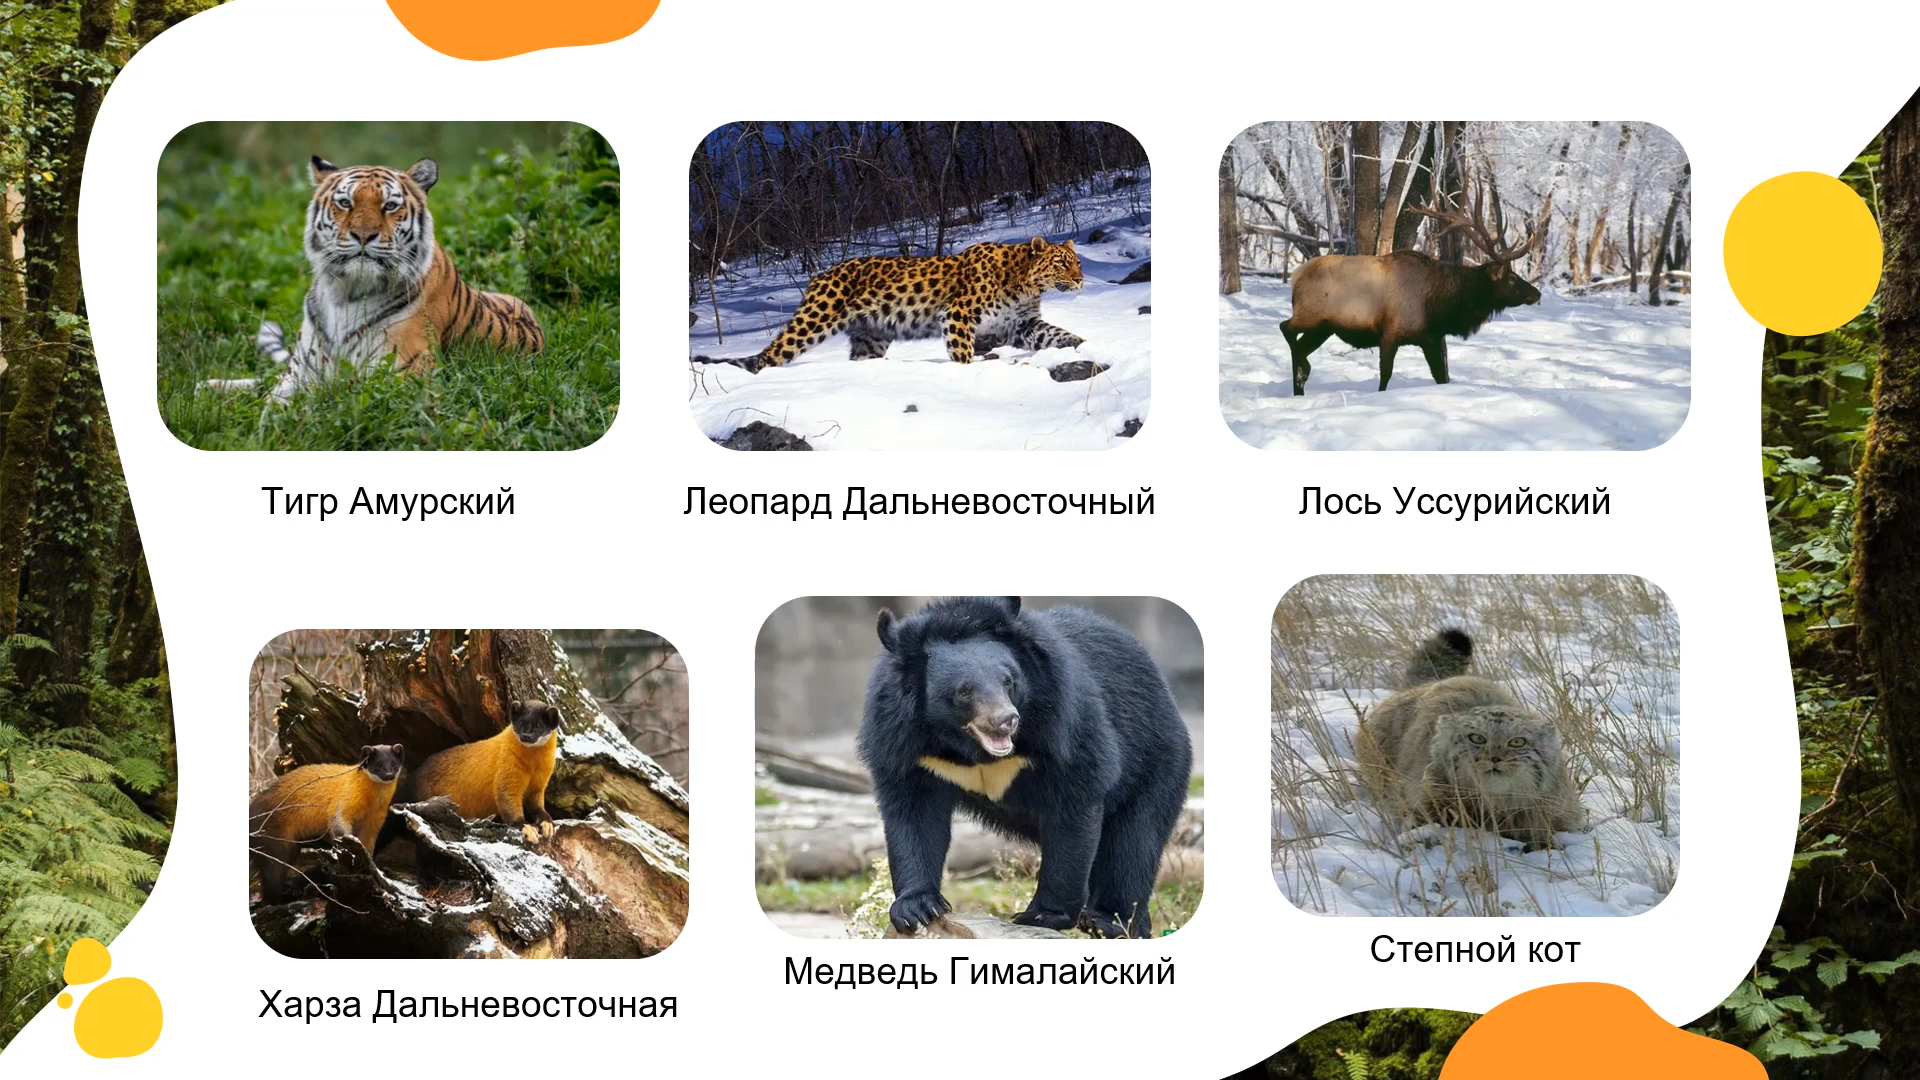 Тигр Амурский
Леопард Дальневосточный
Лось Уссурийский
Харза Дальневосточная
Медведь Гималайский
Степной кот